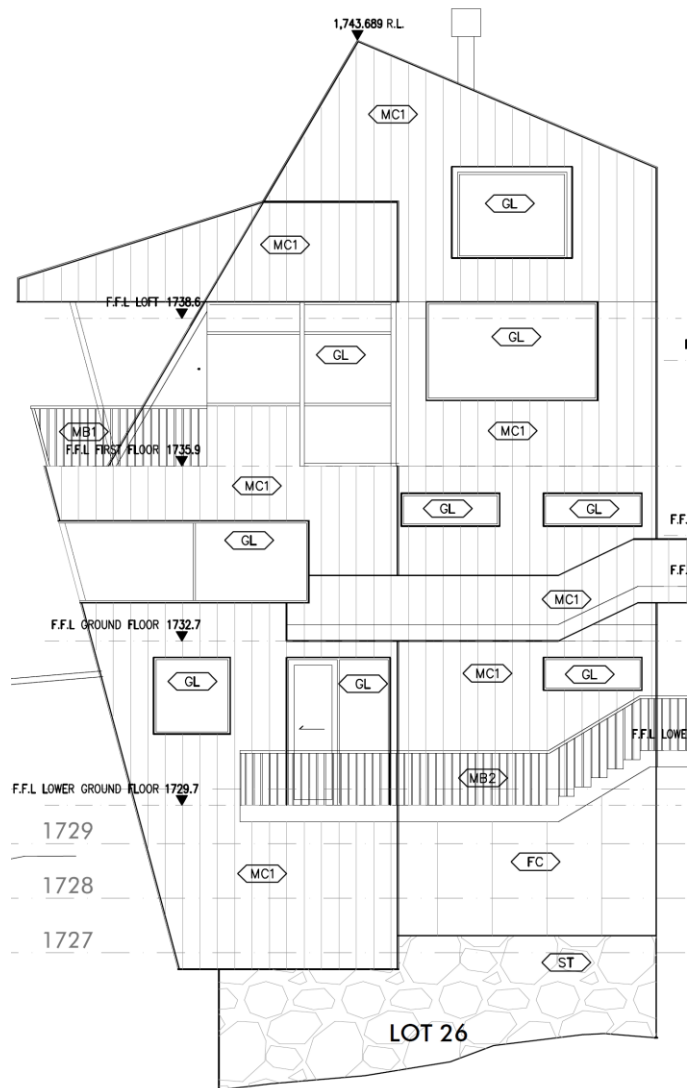 1,743.689 R.L.
MC1
GL
MC1
F.F.L LOFT 1738.6
GL
GL
MB1
MC1
F.F.L FIRST FLOOR 1735.9
MC1
GL
GL
F.F.
GL
F.F.
MC1
F.F.L GROUND FLOOR 1732.7
GL
GL
MC1
GL
F.F.L LOWE
MB2
F.F.L LOWER GROUND FLOOR 1729.7
1729
FC
MC1
1728
1727
ST
LOT 26